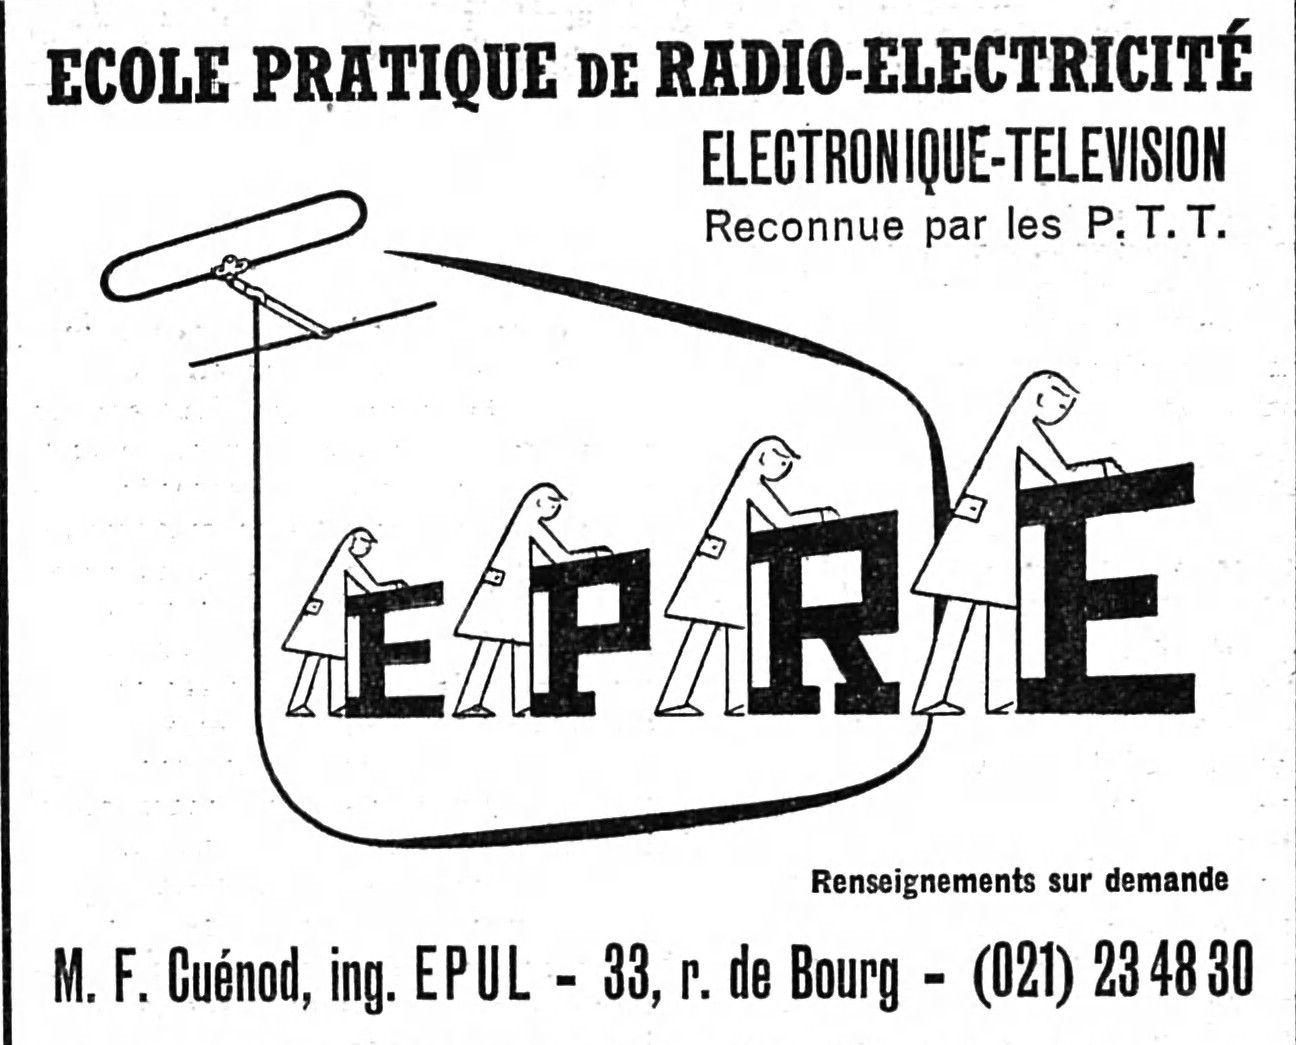 ECOLE PRATIQUE DE RADIO-ELECTRICITÉ
ELECTRONIQUE-TELEVISION
Reconnue par les P.T.T.
EPRE
Renseignements sur demande
M. F. Cuénod, ing. EPUL - 33, r. de Bourg - (021) 23 48 30